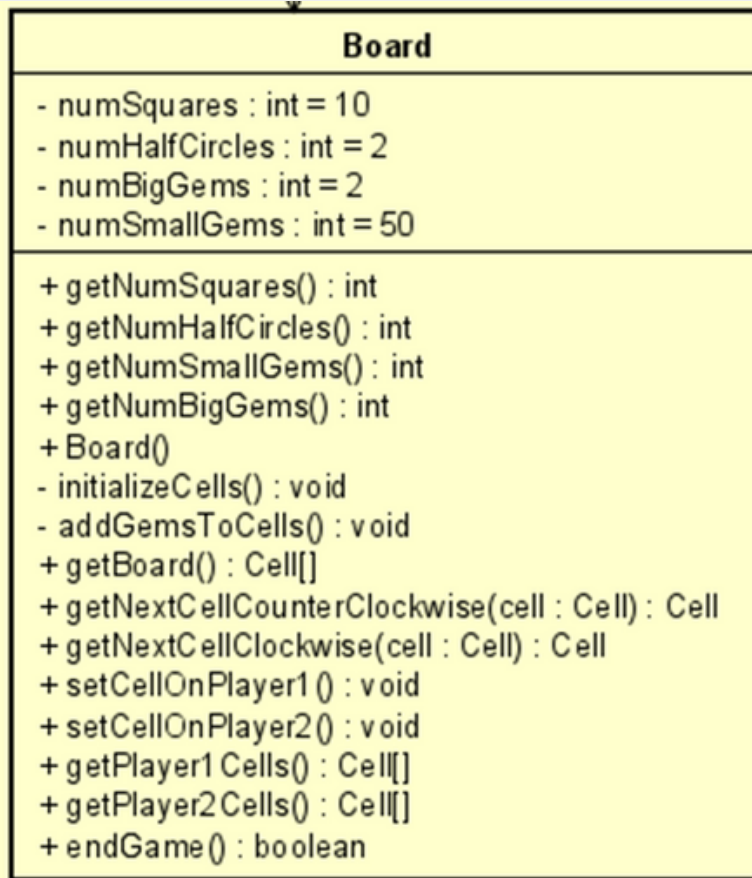 Board
- numSquares : int = 10
- numHalfCircles : int = 2
- numBigGems : int = 2
- numSmallGems : int = 50
+ getNumSquares() : int
+ getNumHalfCircles() : int
+ getNumSmallGems() : int
+ getNumBigGems() : int
+ Board()
- initializeCells() : void
- addGemsToCells() : void
+ getBoard() : Cell[]
+ getNextCellCounterClockwise(cell : Cell) : Cell
+ getNextCellClockwise(cell : Cell) : Cell
+ setCellOnPlayer1() : void
+ setCellOnPlayer2() : void
+ getPlayer1Cells() : Cell[]
+ getPlayer2Cells() : Cell[]
+ endGame() : boolean